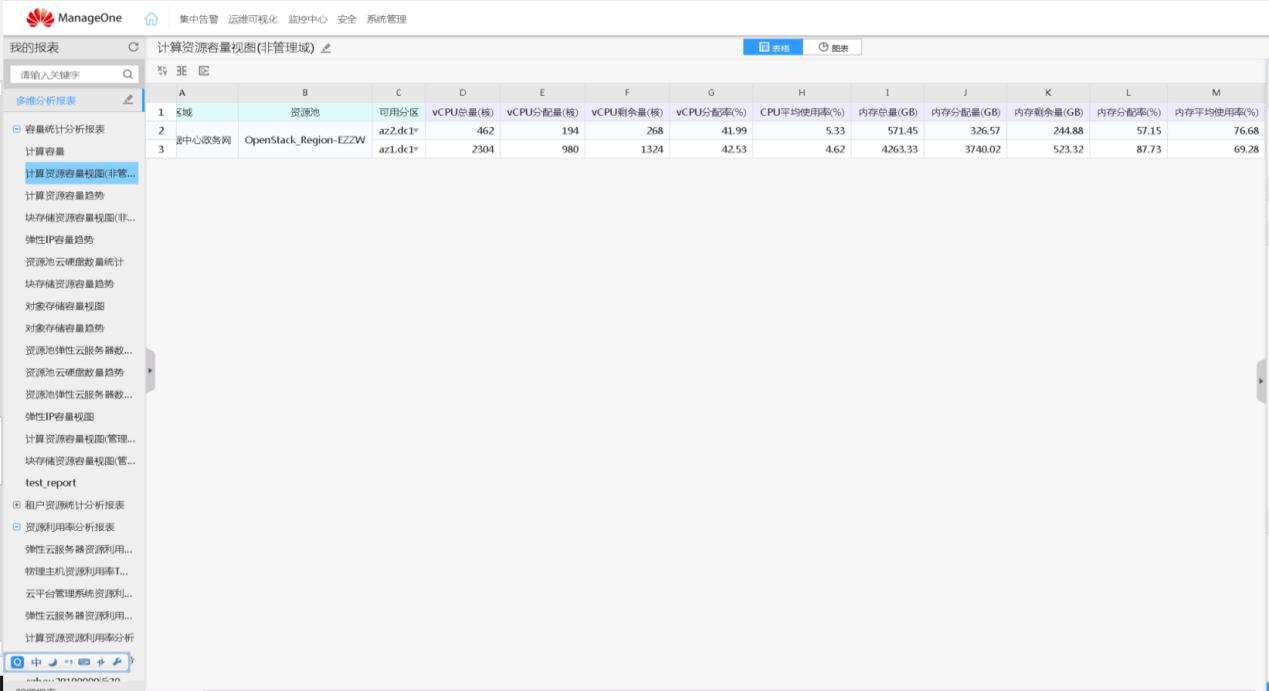 ManageOne 集中告警 运维可视化 监控中心 安全 系统管理
我的报表
计算资源容量视图(非管理域)
表格 图表
请输入关键字
多维分析报表
A B C D E F G H I J K L M
1 区域 资源池 可用分区 vCPU总量(核) vCPU分配量(核) vCPU剩余量(核) vCPU分配率(%) CPU平均使用率(%) 内存总量(GB) 内存分配量(GB) 内存剩余量(GB) 内存分配率(%) 内存平均使用率(%)
2 az2.dc1 462 194 268 41.99 5.33 571.45 326.57 244.88 57.15 76.68
据中心政务网 OpenStack_Region-EZZW
3 az1.dc1 2304 980 1324 42.53 4.62 4263.33 3740.02 523.32 87.73 69.28
容量统计分析报表
计算容量
计算资源容量视图(非管...
计算资源容量趋势
块存储资源容量视图(非...
弹性IP容量趋势
资源池云硬盘数量统计
块存储资源容量趋势
对象存储容量视图
对象存储容量趋势
资源池弹性云服务器数...
资源池云硬盘数量趋势
资源池弹性云服务器数...
弹性IP容量视图
计算资源容量视图(管理...
块存储资源容量视图(管...
test_report
租户资源统计分析报表
资源利用率分析报表
弹性云服务器资源利用...
物理主机资源利用率T...
云平台管理系统资源利...
弹性云服务器资源利用...
计算资源资源利用率分析
中